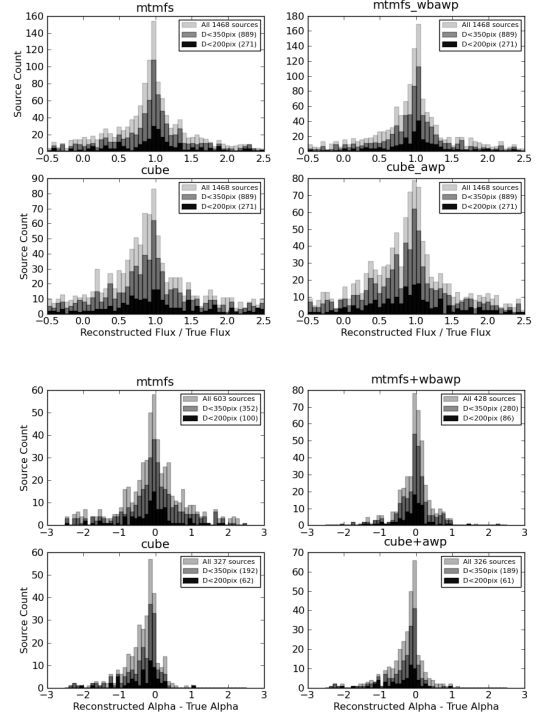 mtmfs
160
140
120
100
80
60
40
20
0
Source Count
All 1468 sources
D<350pix (889)
D<200pix (271)
−0.5 0.0 0.5 1.0 1.5 2.0 2.5
mtmfs_wbawp
180
160
140
120
100
80
60
40
20
0
All 1468 sources
D<350pix (889)
D<200pix (271)
−0.5 0.0 0.5 1.0 1.5 2.0 2.5
cube
90
80
70
60
50
40
30
20
10
0
Source Count
All 1468 sources
D<350pix (889)
D<200pix (271)
−0.5 0.0 0.5 1.0 1.5 2.0 2.5
Reconstructed Flux / True Flux
cube_awp
80
70
60
50
40
30
20
10
0
All 1468 sources
D<350pix (889)
D<200pix (271)
−0.5 0.0 0.5 1.0 1.5 2.0 2.5
Reconstructed Flux / True Flux
mtmfs
60
50
40
30
20
10
0
Source Count
All 603 sources
D<350pix (352)
D<200pix (100)
−3 −2 −1 0 1 2 3
mtmfs+wbawp
80
70
60
50
40
30
20
10
0
All 428 sources
D<350pix (280)
D<200pix (86)
−3 −2 −1 0 1 2 3
cube
60
50
40
30
20
10
0
Source Count
All 327 sources
D<350pix (192)
D<200pix (62)
−3 −2 −1 0 1 2 3
Reconstructed Alpha - True Alpha
cube+awp
70
60
50
40
30
20
10
0
All 326 sources
D<350pix (189)
D<200pix (61)
−3 −2 −1 0 1 2 3
Reconstructed Alpha - True Alpha